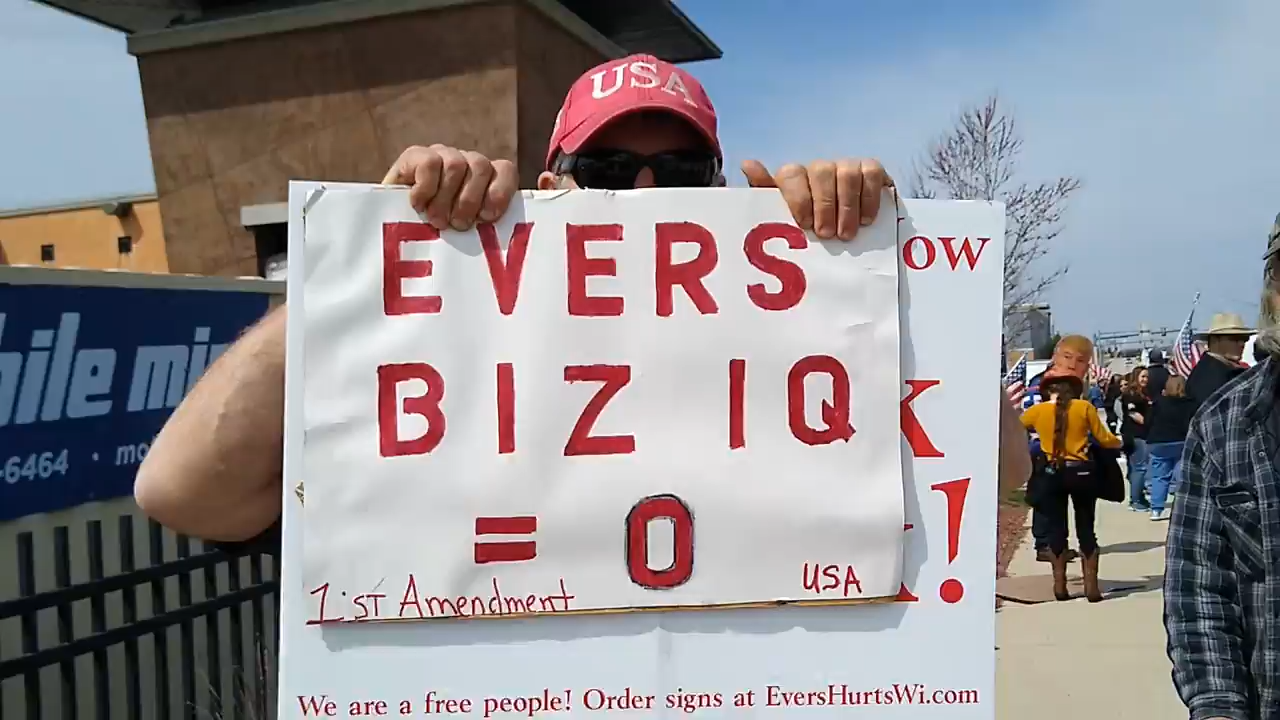 USA
EVERS
BIZ IQ
= 0
1st Amendment
USA
OW
K
!
We are a free people! Order signs at EversHurtsWi.com
-6464 · mo